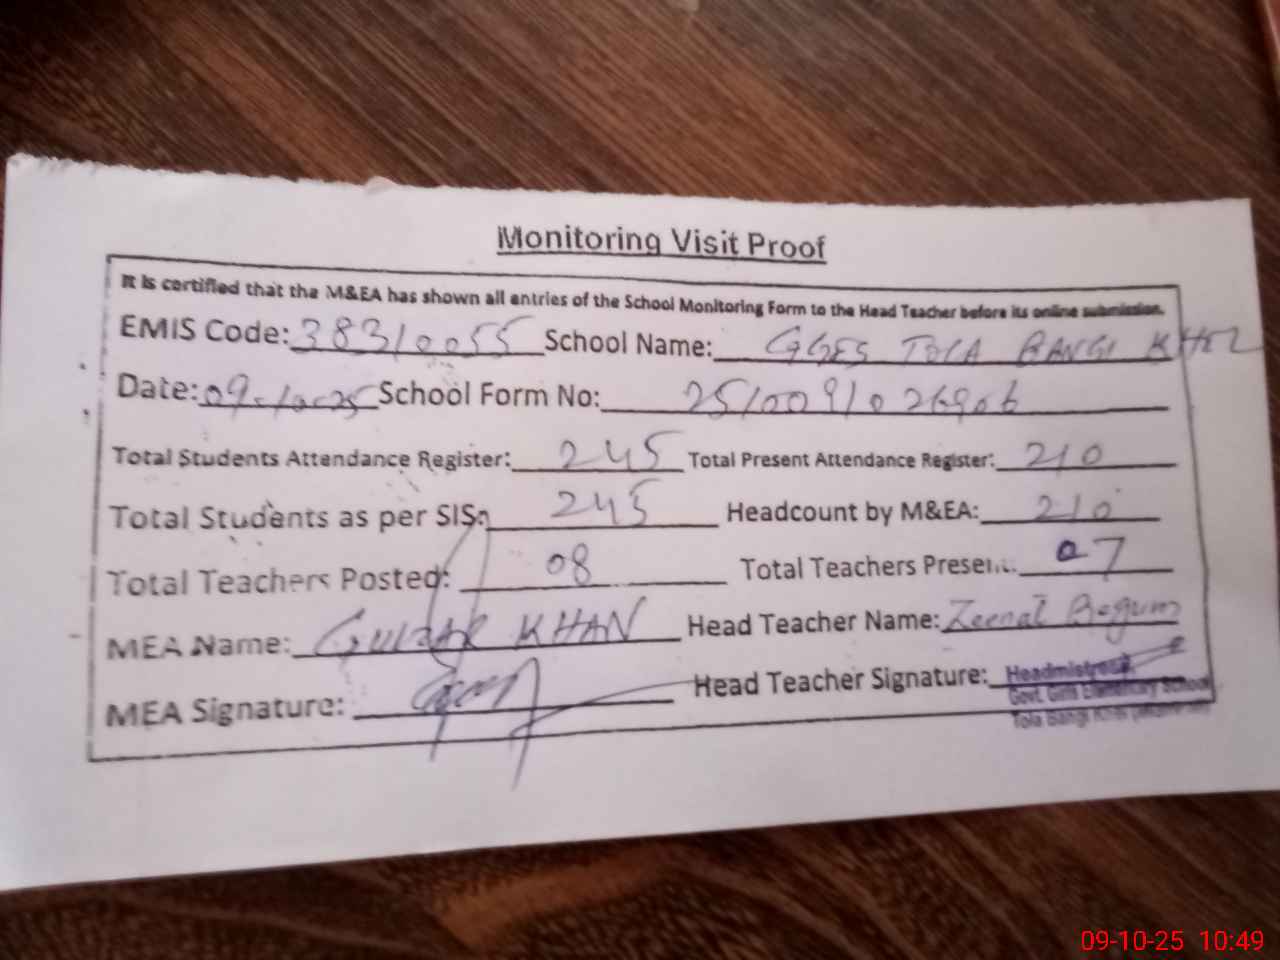 Monitoring Visit Proof
It is certified that the M&EA has shown all entries of the School Monitoring Form to the Head Teacher before its online submission.
EMIS Code: 38310055 School Name: GGES TOLA BANGI KHEL
Date: 09-10-25 School Form No: 2510091026906
Total Students Attendance Register: 245 Total Present Attendance Register: 210
Total Students as per SIS: 245 Headcount by M&EA: 210
Total Teachers Posted: 08 Total Teachers Present: 07
MEA Name: GULZAR KHAN Head Teacher Name: Zeenat Begum
MEA Signature: Head Teacher Signature: Headmistress
Govt. Girls Elementary School
Tola Bangi Khel
09-10-25 10:49